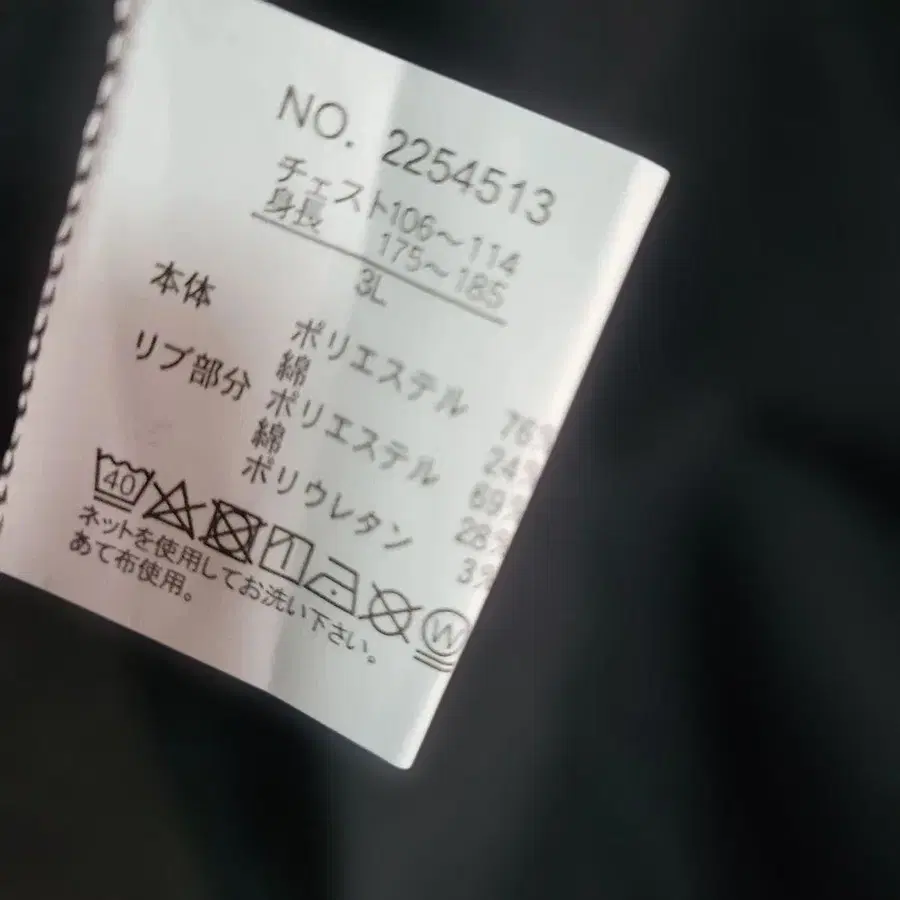 NO. 2254513
チェスト106～114
身長 175～185
3L
本体 ポリエステル 76%
綿 24%
リブ部分 ポリエステル 69%
綿 28%
ポリウレタン 3%
40
ネットを使用してお洗い下さい。
あて布使用。
W